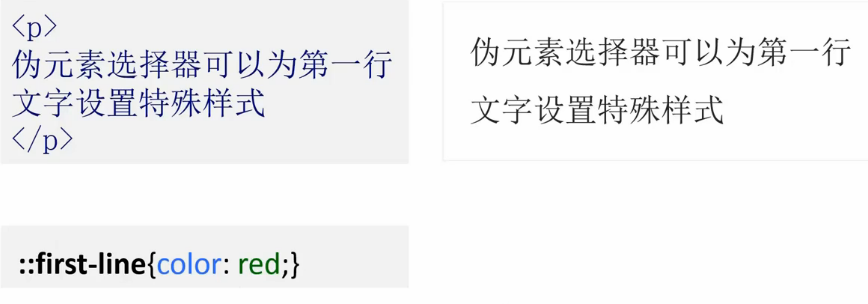 <p>
伪元素选择器可以为第一行
文字设置特殊样式
</p>
伪元素选择器可以为第一行
文字设置特殊样式
::first-line{color: red;}